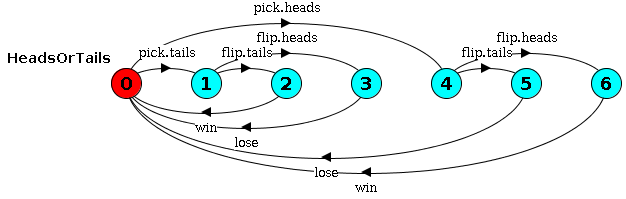 pick.heads
flip.heads flip.heads
HeadsOrTails pick.tails flip.tails flip.tails
0 1 2 3 4 5 6
win
lose
lose
win